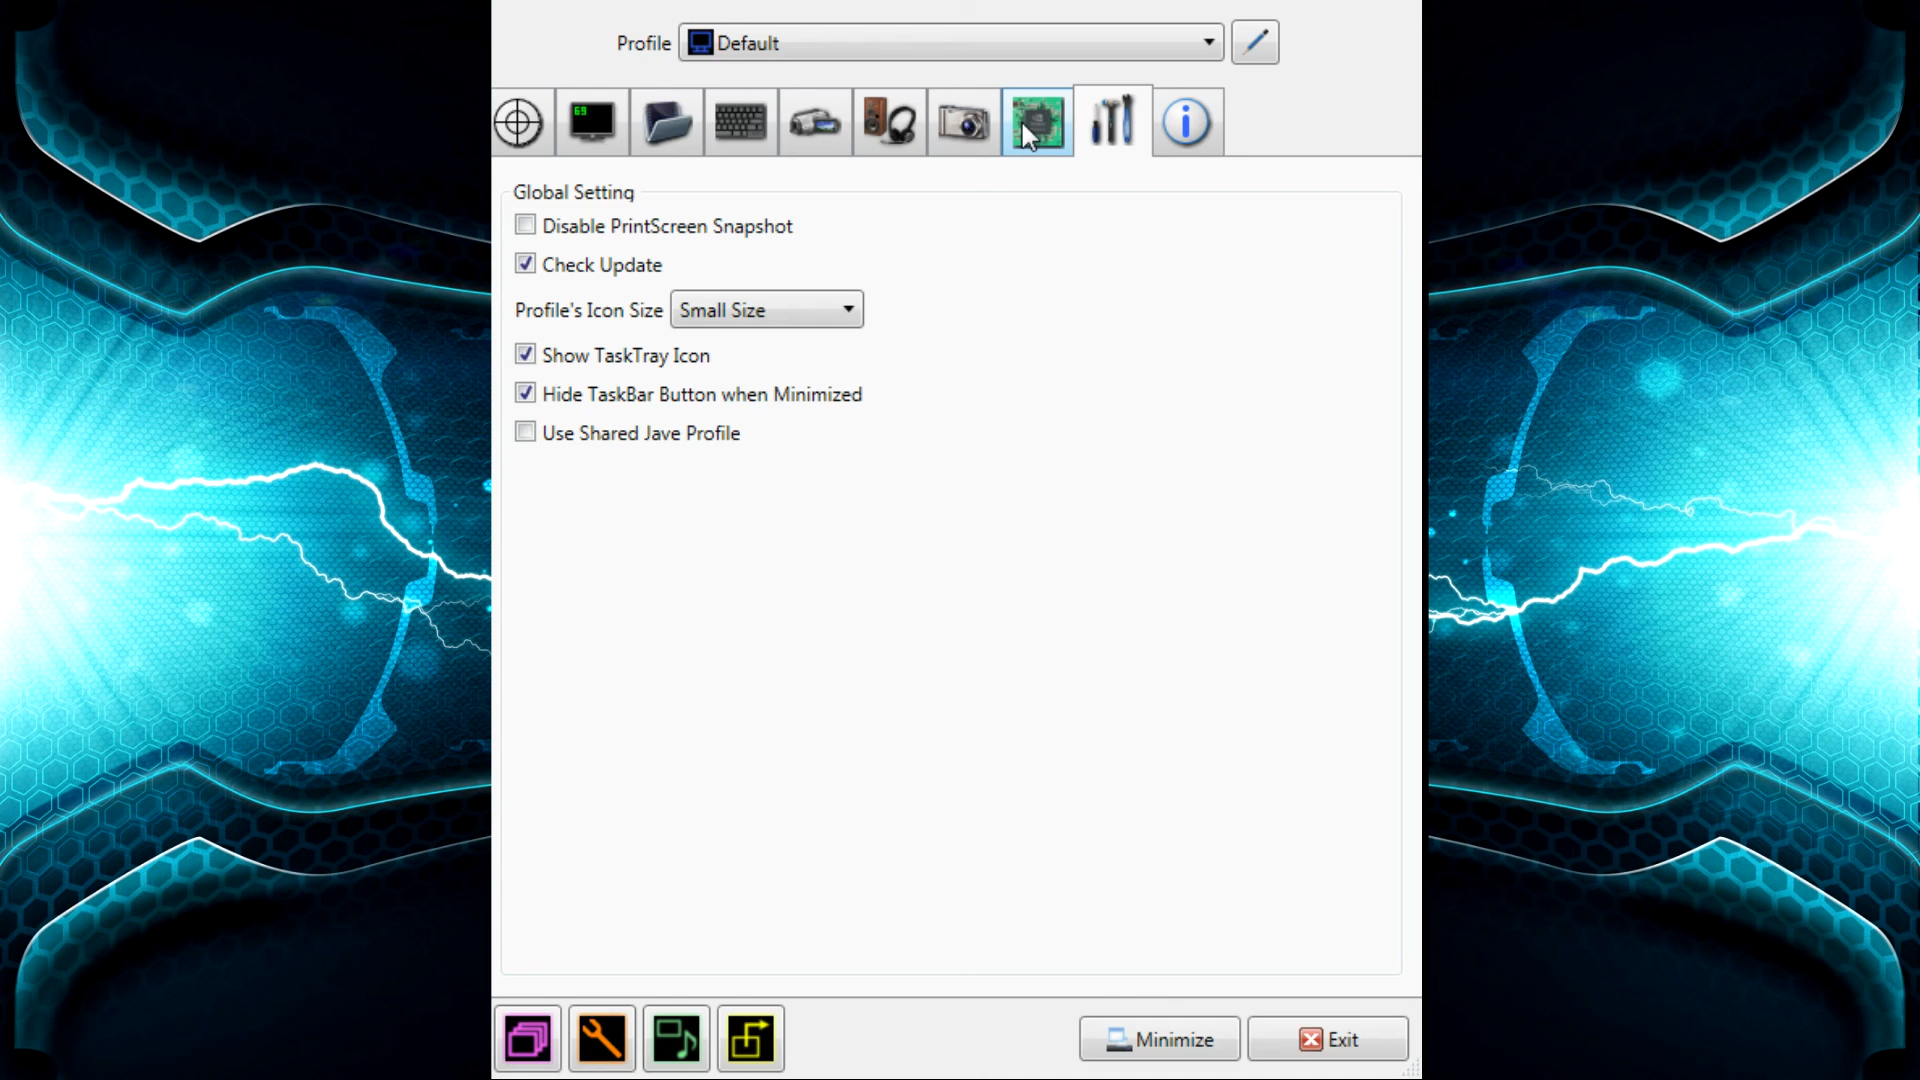 Profile Default
69
Global Setting
Disable PrintScreen Snapshot
Check Update
Profile's Icon Size Small Size
Show TaskTray Icon
Hide TaskBar Button when Minimized
Use Shared Jave Profile
Minimize Exit